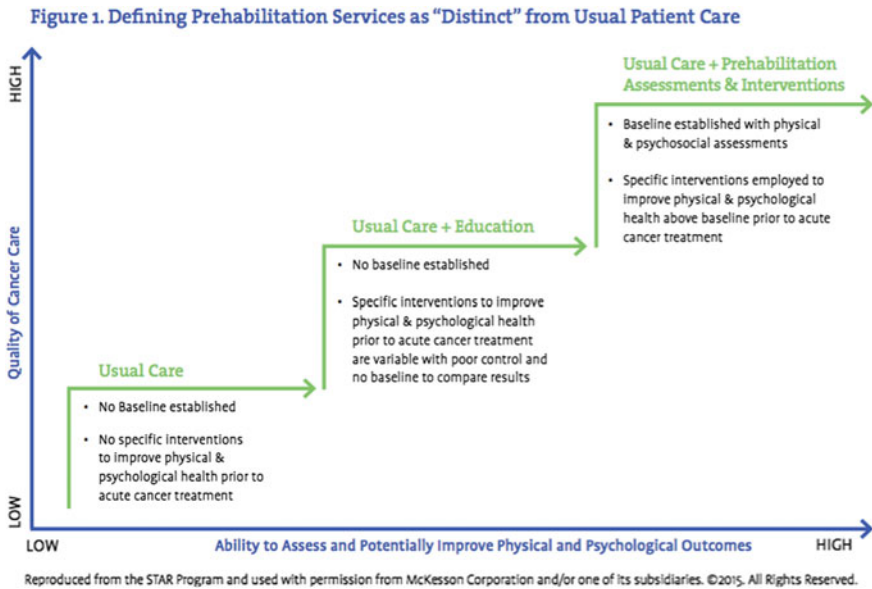 Figure 1. Defining Prehabilitation Services as “Distinct” from Usual Patient Care
HIGH
Quality of Cancer Care
LOW
Usual Care + Prehabilitation
Assessments & Interventions
• Baseline established with physical
& psychosocial assessments
• Specific interventions employed to
improve physical & psychological
health above baseline prior to acute
cancer treatment
Usual Care + Education
• No baseline established
• Specific interventions to improve
physical & psychological health
prior to acute cancer treatment
are variable with poor control and
no baseline to compare results
Usual Care
• No Baseline established
• No specific interventions
to improve physical &
psychological health prior to
acute cancer treatment
LOW
Ability to Assess and Potentially Improve Physical and Psychological Outcomes
HIGH
Reproduced from the STAR Program and used with permission from McKesson Corporation and/or one of its subsidiaries. ©2015. All Rights Reserved.